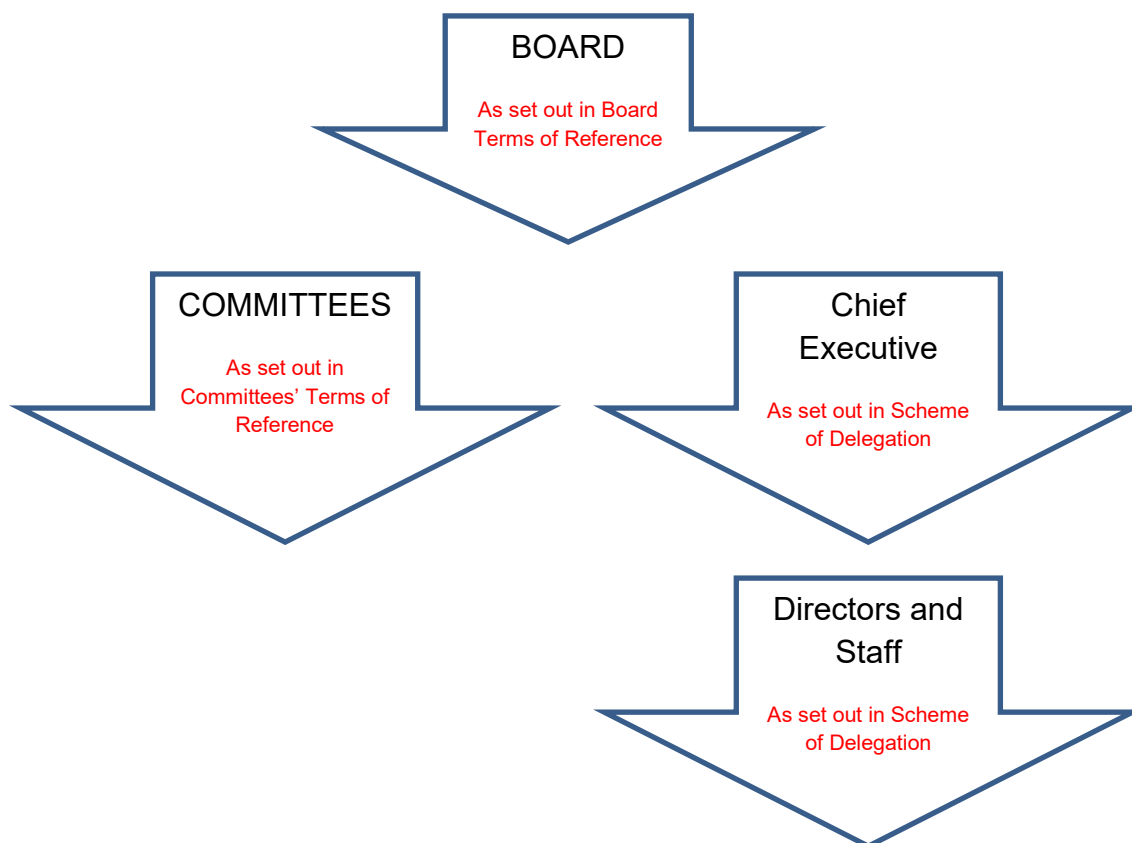 BOARD
As set out in Board
Terms of Reference
COMMITTEES
As set out in
Committees’ Terms of
Reference
Chief
Executive
As set out in Scheme
of Delegation
Directors and
Staff
As set out in Scheme
of Delegation